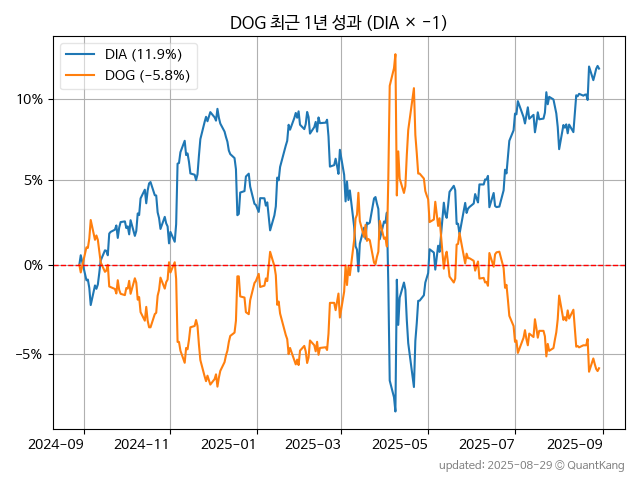 DOG 최근 1년 성과 (DIA × −1)
DIA (11.9%)
DOG (−5.8%)
10%
5%
0%
−5%
2024−09 2024−11 2025−01 2025−03 2025−05 2025−07 2025−09
updated: 2025−08−29 © QuantKang